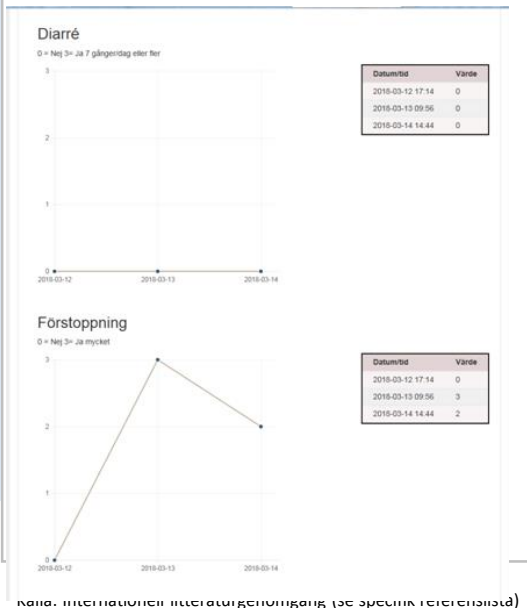 Diarré
0 = Nej 3= Ja 7 gånger/dag eller fler
3
2
1
0
2018-03-12 2018-03-13 2018-03-14
Datum/tid Värde
2018-03-12 17:14 0
2018-03-13 09:56 0
2018-03-14 14:44 0
Förstoppning
0 = Nej 3= Ja mycket
3
2
1
0
2018-03-12 2018-03-13 2018-03-14
Datum/tid Värde
2018-03-12 17:14 0
2018-03-13 09:56 3
2018-03-14 14:44 2
Källa: Internationell litteraturgenomgång (se specifik referenslista)